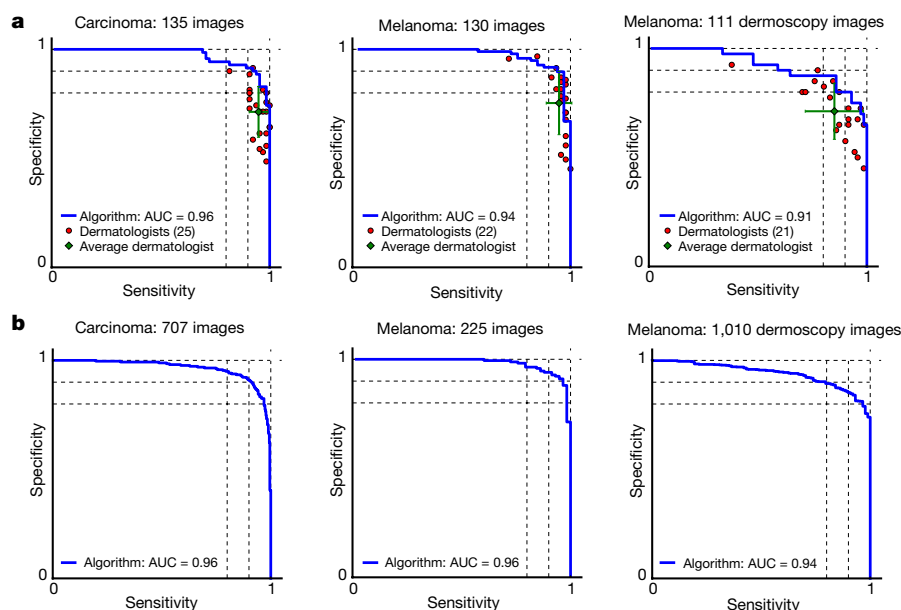 a
Carcinoma: 135 images
1
Specificity
Algorithm: AUC = 0.96
Dermatologists (25)
Average dermatologist
0
0
1
Sensitivity
Melanoma: 130 images
1
Specificity
Algorithm: AUC = 0.94
Dermatologists (22)
Average dermatologist
0
0
1
Sensitivity
Melanoma: 111 dermoscopy images
1
Specificity
Algorithm: AUC = 0.91
Dermatologists (21)
Average dermatologist
0
0
1
Sensitivity
b
Carcinoma: 707 images
1
Specificity
Algorithm: AUC = 0.96
0
0
1
Sensitivity
Melanoma: 225 images
1
Specificity
Algorithm: AUC = 0.96
0
0
1
Sensitivity
Melanoma: 1,010 dermoscopy images
1
Specificity
Algorithm: AUC = 0.94
0
0
1
Sensitivity